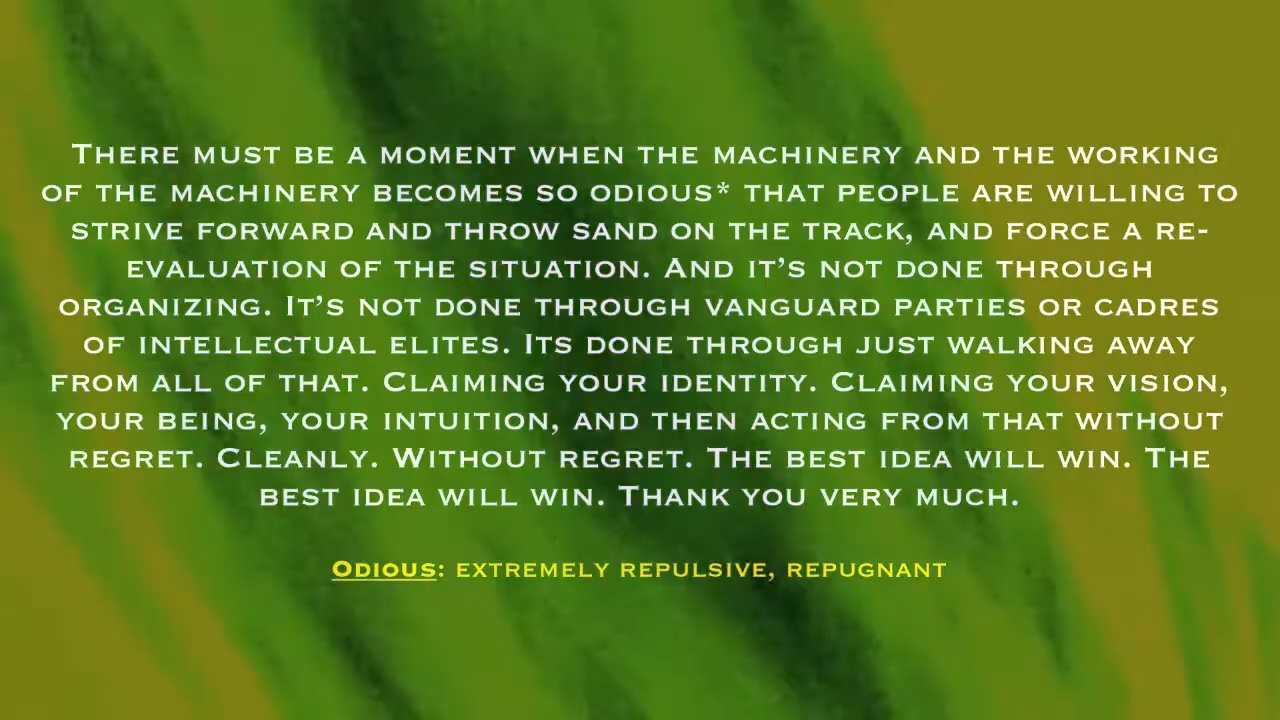 There must be a moment when the machinery and the working
of the machinery becomes so odious* that people are willing to
strive forward and throw sand on the track, and force a re-
evaluation of the situation. And it’s not done through
organizing. It’s not done through vanguard parties or cadres
of intellectual elites. Its done through just walking away
from all of that. Claiming your identity. Claiming your vision,
your being, your intuition, and then acting from that without
regret. Cleanly. Without regret. The best idea will win. The
best idea will win. Thank you very much.
Odious: extremely repulsive, repugnant